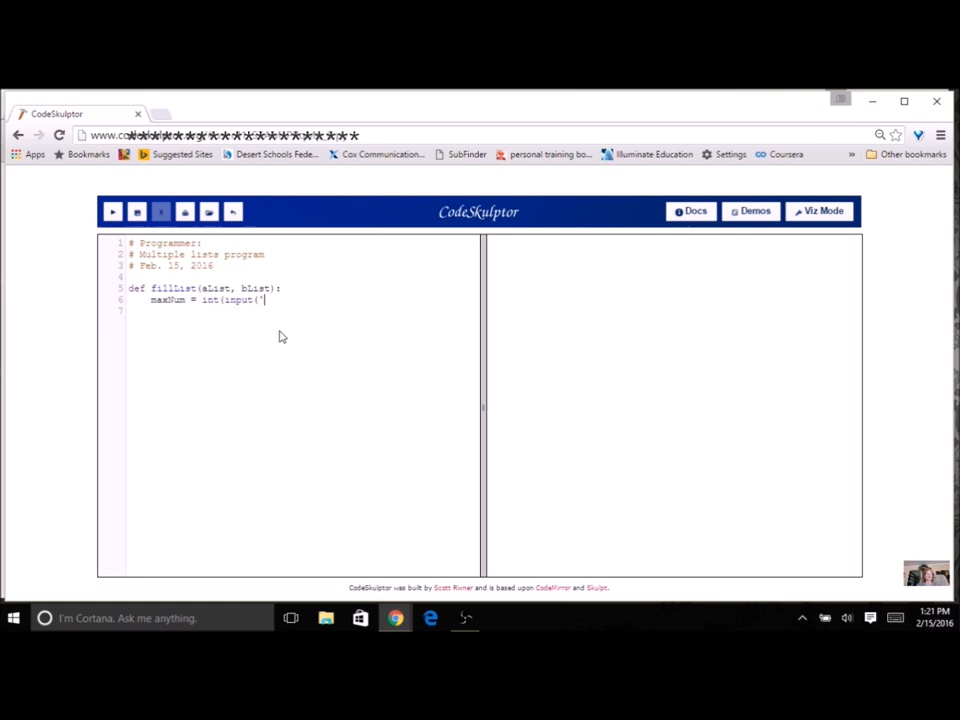 CodeSkulptor
www.co
Apps Bookmarks Suggested Sites Desert Schools Fede... Cox Communication... SubFinder personal training bo... Illuminate Education Settings Coursera » Other bookmarks
CodeSkulptor Docs Demos Viz Mode
1 # Programmer:
2 # Multiple lists program
3 # Feb. 15, 2016
4
5 def fillList(aList, bList):
6 maxNum = int(input('
7
CodeSkulptor was built by Scott Rixner and is based upon CodeMirror and Skulpt.
I'm Cortana. Ask me anything.
1:21 PM
2/15/2016